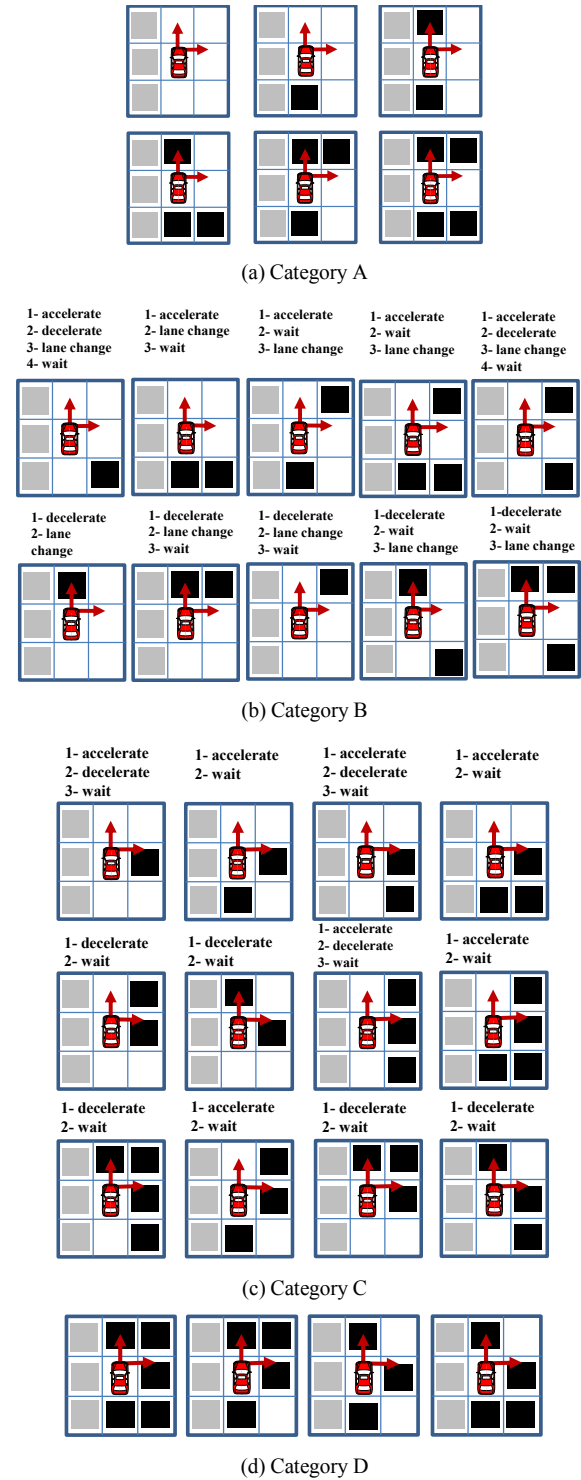 (a) Category A
1- accelerate
2- decelerate
3- lane change
4- wait
1- accelerate
2- lane change
3- wait
1- accelerate
2- wait
3- lane change
1- accelerate
2- wait
3- lane change
1- accelerate
2- decelerate
3- lane change
4- wait
1- decelerate
2- lane
change
1- decelerate
2- lane change
3- wait
1- decelerate
2- lane change
3- wait
1-decelerate
2- wait
3- lane change
1-decelerate
2- wait
3- lane change
(b) Category B
1- accelerate
2- decelerate
3- wait
1- accelerate
2- wait
1- accelerate
2- decelerate
3- wait
1- accelerate
2- wait
1- decelerate
2- wait
1- decelerate
2- wait
1- accelerate
2- decelerate
3- wait
1- accelerate
2- wait
1- decelerate
2- wait
1- accelerate
2- wait
1- decelerate
2- wait
1- decelerate
2- wait
(c) Category C
(d) Category D